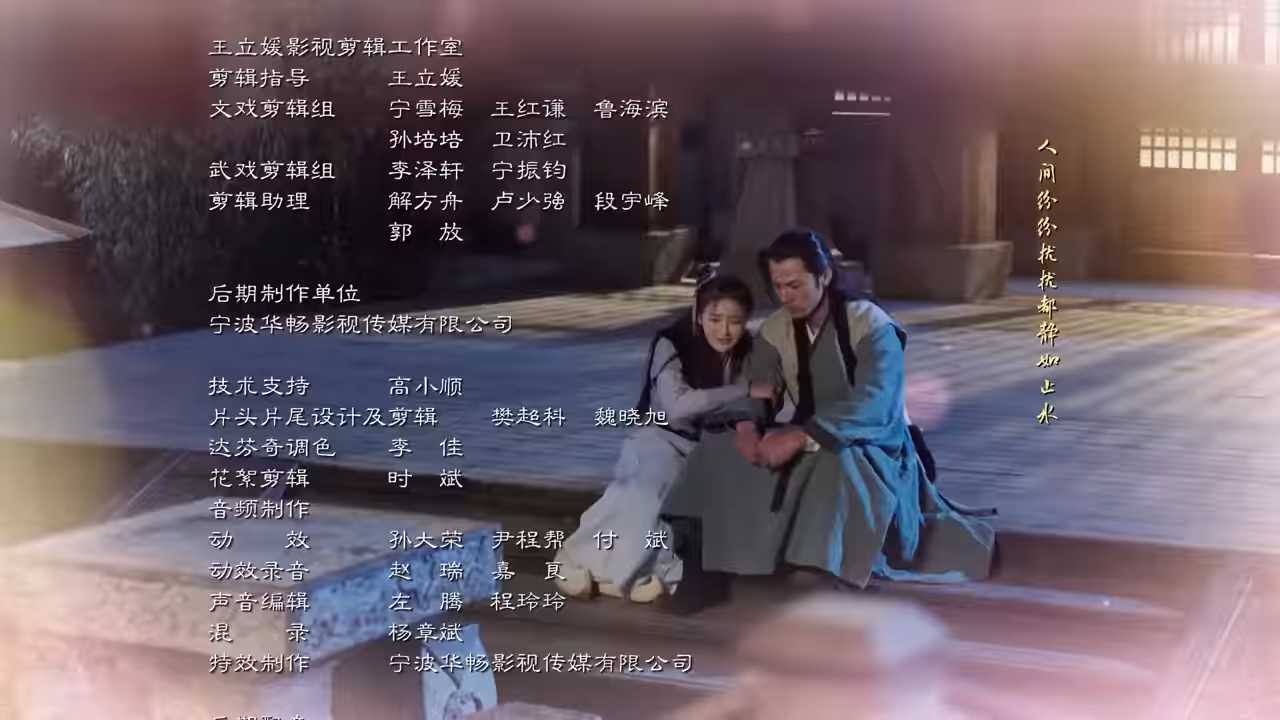 王立媛影视剪辑工作室
剪辑指导 王立媛
文戏剪辑组 宁雪梅 王红谦 鲁海滨
孙培培 卫沛红
武戏剪辑组 李泽轩 宁振钧
剪辑助理 解方舟 卢少强 段宇峰
郭 放
后期制作单位
宁波华畅影视传媒有限公司
技术支持 高小顺
片头片尾设计及剪辑 樊超科 魏晓旭
达芬奇调色 李 佳
花絮剪辑 时 斌
音频制作
动 效 孙大荣 尹程帮 付 斌
动效录音 赵 瑞 嘉 良
声音编辑 左 腾 程玲玲
混 录 杨章斌
特效制作 宁波华畅影视传媒有限公司
后期配音
人间纷纷扰扰都静如止水